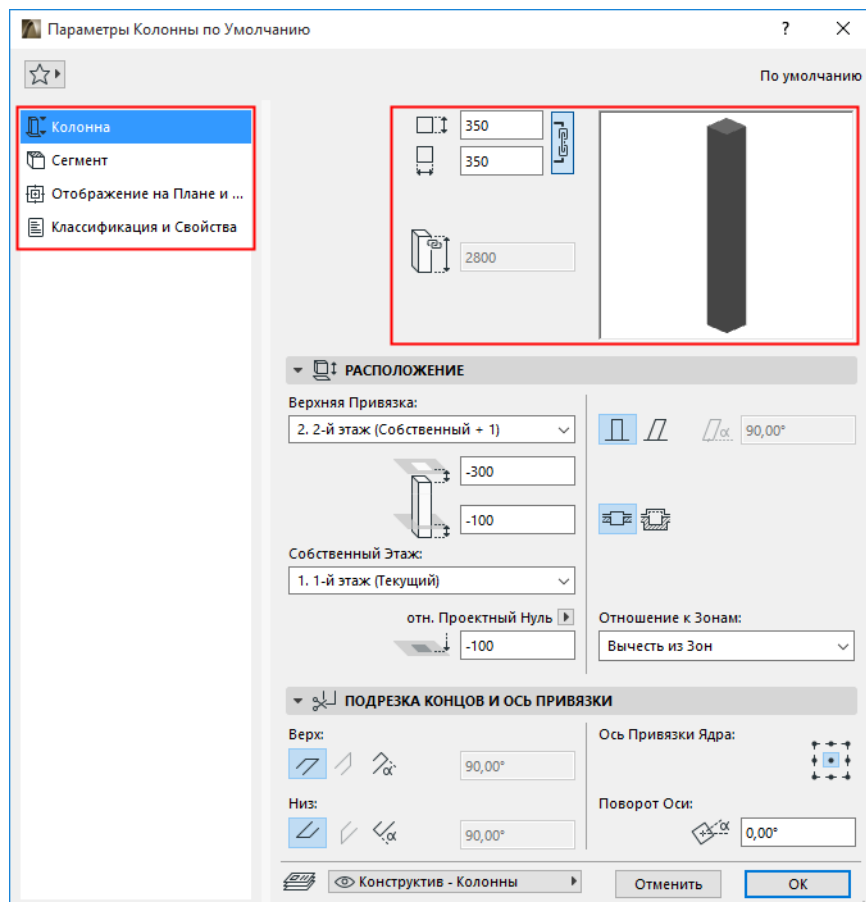 Параметры Колонны по Умолчанию
?
По умолчанию
Колонна
Сегмент
Отображение на Плане и ...
Классификация и Свойства
350
350
2800
РАСПОЛОЖЕНИЕ
Верхняя Привязка:
2. 2-й этаж (Собственный + 1)
α 90,00°
-300
-100
Собственный Этаж:
1. 1-й этаж (Текущий)
отн. Проектный Нуль
-100
Отношение к Зонам:
Вычесть из Зон
ПОДРЕЗКА КОНЦОВ И ОСЬ ПРИВЯЗКИ
Верх:
α 90,00°
Ось Привязки Ядра:
Низ:
α 90,00°
Поворот Оси:
α 0,00°
Конструктив - Колонны
Отменить
OK